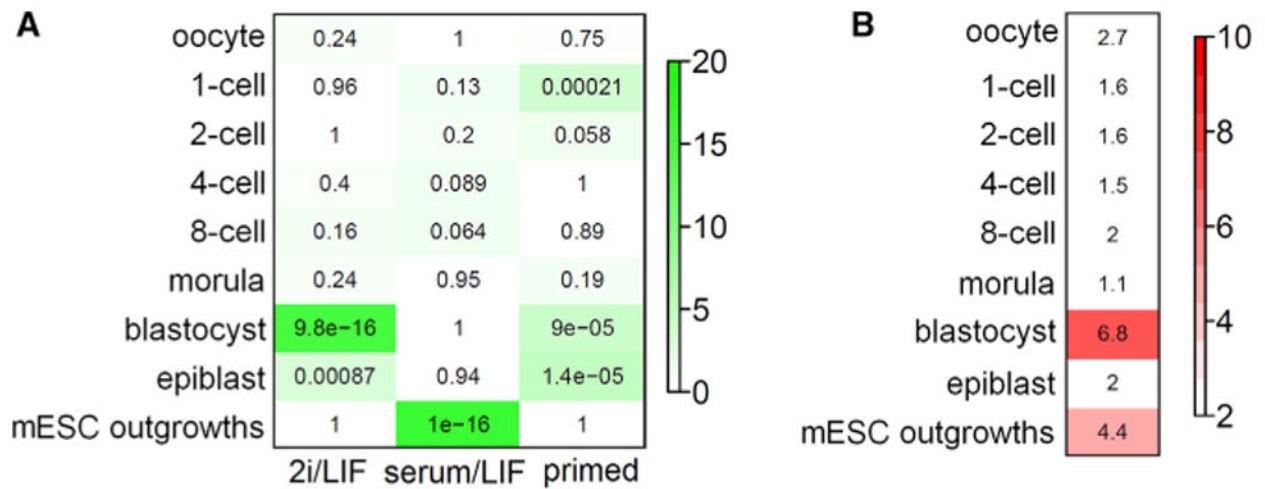 A
oocyte 0.24 1 0.75
1-cell 0.96 0.13 0.00021
2-cell 1 0.2 0.058
4-cell 0.4 0.089 1
8-cell 0.16 0.064 0.89
morula 0.24 0.95 0.19
blastocyst 9.8e−16 1 9e−05
epiblast 0.00087 0.94 1.4e−05
mESC outgrowths 1 1e−16 1
2i/LIF serum/LIF primed
20
15
10
5
0
B
oocyte 2.7
1-cell 1.6
2-cell 1.6
4-cell 1.5
8-cell 2
morula 1.1
blastocyst 6.8
epiblast 2
mESC outgrowths 4.4
10
8
6
4
2